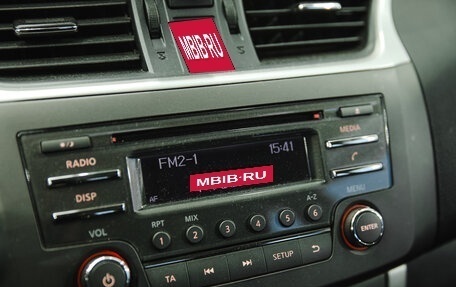 MBIB·RU
RADIO
MEDIA
FM2-1 15:41
MBIB·RU
DISP
AF
MENU
VOL
RPT MIX A-Z
1 2 3 4 5 6
ENTER
TA
SETUP